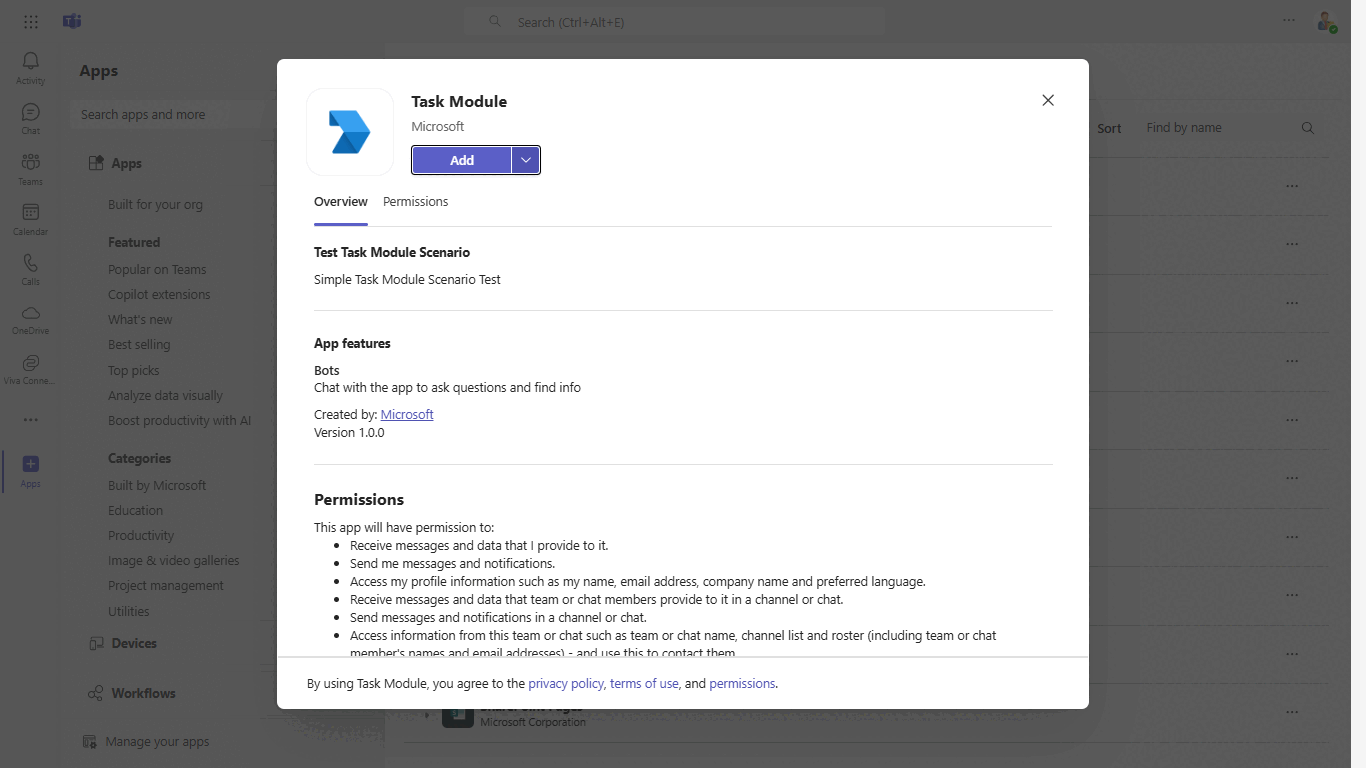 Search (Ctrl+Alt+E)
Activity
Chat
Teams
Calendar
Calls
OneDrive
Viva Conne...
Apps
Apps
Search apps and more
Apps
Built for your org
Featured
Popular on Teams
Copilot extensions
What's new
Best selling
Top picks
Analyze data visually
Boost productivity with AI
Categories
Built by Microsoft
Education
Productivity
Image & video galleries
Project management
Utilities
Devices
Workflows
Manage your apps
Sort
Find by name
Task Module
Microsoft
Add
Overview Permissions
Test Task Module Scenario
Simple Task Module Scenario Test
App features
Bots
Chat with the app to ask questions and find info
Created by: Microsoft
Version 1.0.0
Permissions
This app will have permission to:
• Receive messages and data that I provide to it.
• Send me messages and notifications.
• Access my profile information such as my name, email address, company name and preferred language.
• Receive messages and data that team or chat members provide to it in a channel or chat.
• Send messages and notifications in a channel or chat.
• Access information from this team or chat such as team or chat name, channel list and roster (including team or chat
member's names and email addresses) - and use this to contact them.
By using Task Module, you agree to the privacy policy, terms of use, and permissions.
Microsoft Corporation